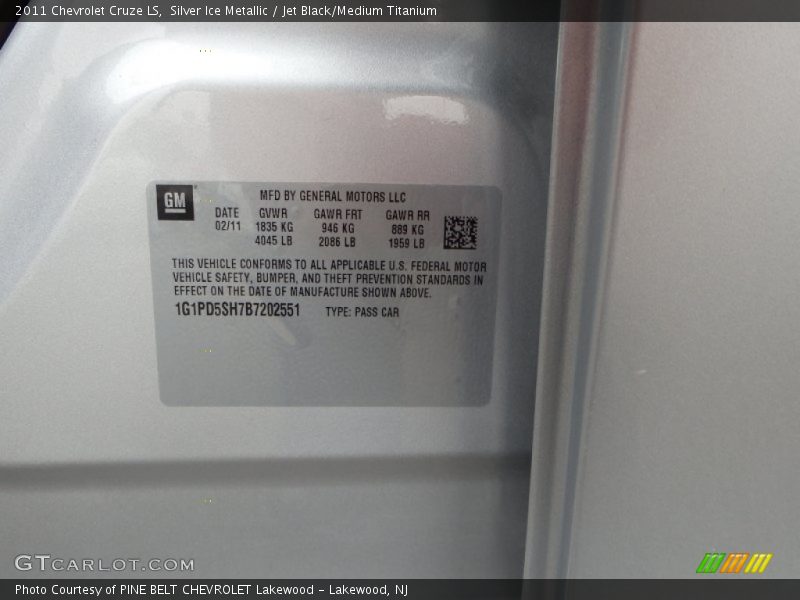 2011 Chevrolet Cruze LS, Silver Ice Metallic / Jet Black/Medium Titanium
GM
MFD BY GENERAL MOTORS LLC
DATE GVWR GAWR FRT GAWR RR
02/11 1835 KG 946 KG 889 KG
4045 LB 2086 LB 1959 LB
THIS VEHICLE CONFORMS TO ALL APPLICABLE U.S. FEDERAL MOTOR
VEHICLE SAFETY, BUMPER, AND THEFT PREVENTION STANDARDS IN
EFFECT ON THE DATE OF MANUFACTURE SHOWN ABOVE.
1G1PD5SH7B7202551 TYPE: PASS CAR
GTCARLOT.COM
Photo Courtesy of PINE BELT CHEVROLET Lakewood - Lakewood, NJ